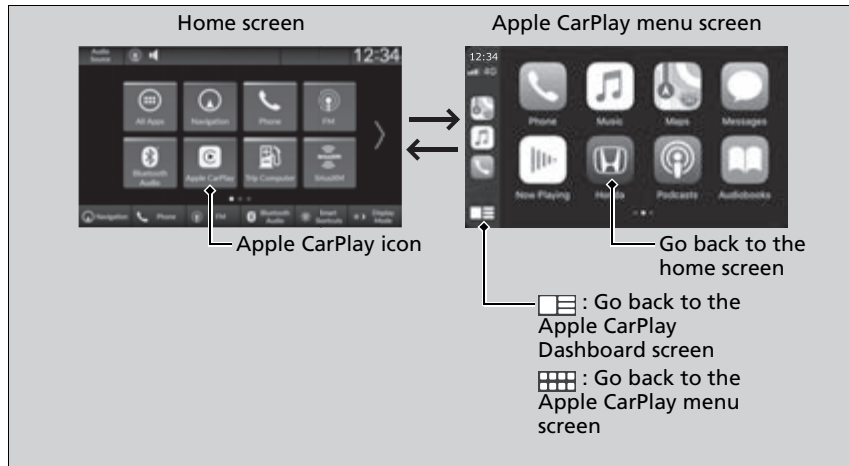 Home screen
Apple CarPlay menu screen
Audio
Source
12:34
All Apps
Navigation
Phone
FM
Bluetooth
Audio
Apple CarPlay
Trip Computer
SiriusXM
Navigation
Phone
FM
Bluetooth
Audio
Smart
Shortcuts
Display
Mode
12:34
4G
Phone
Music
Maps
Messages
Now Playing
Honda
Podcasts
Audiobooks
Apple CarPlay icon
Go back to the
home screen
: Go back to the
Apple CarPlay
Dashboard screen
: Go back to the
Apple CarPlay menu
screen